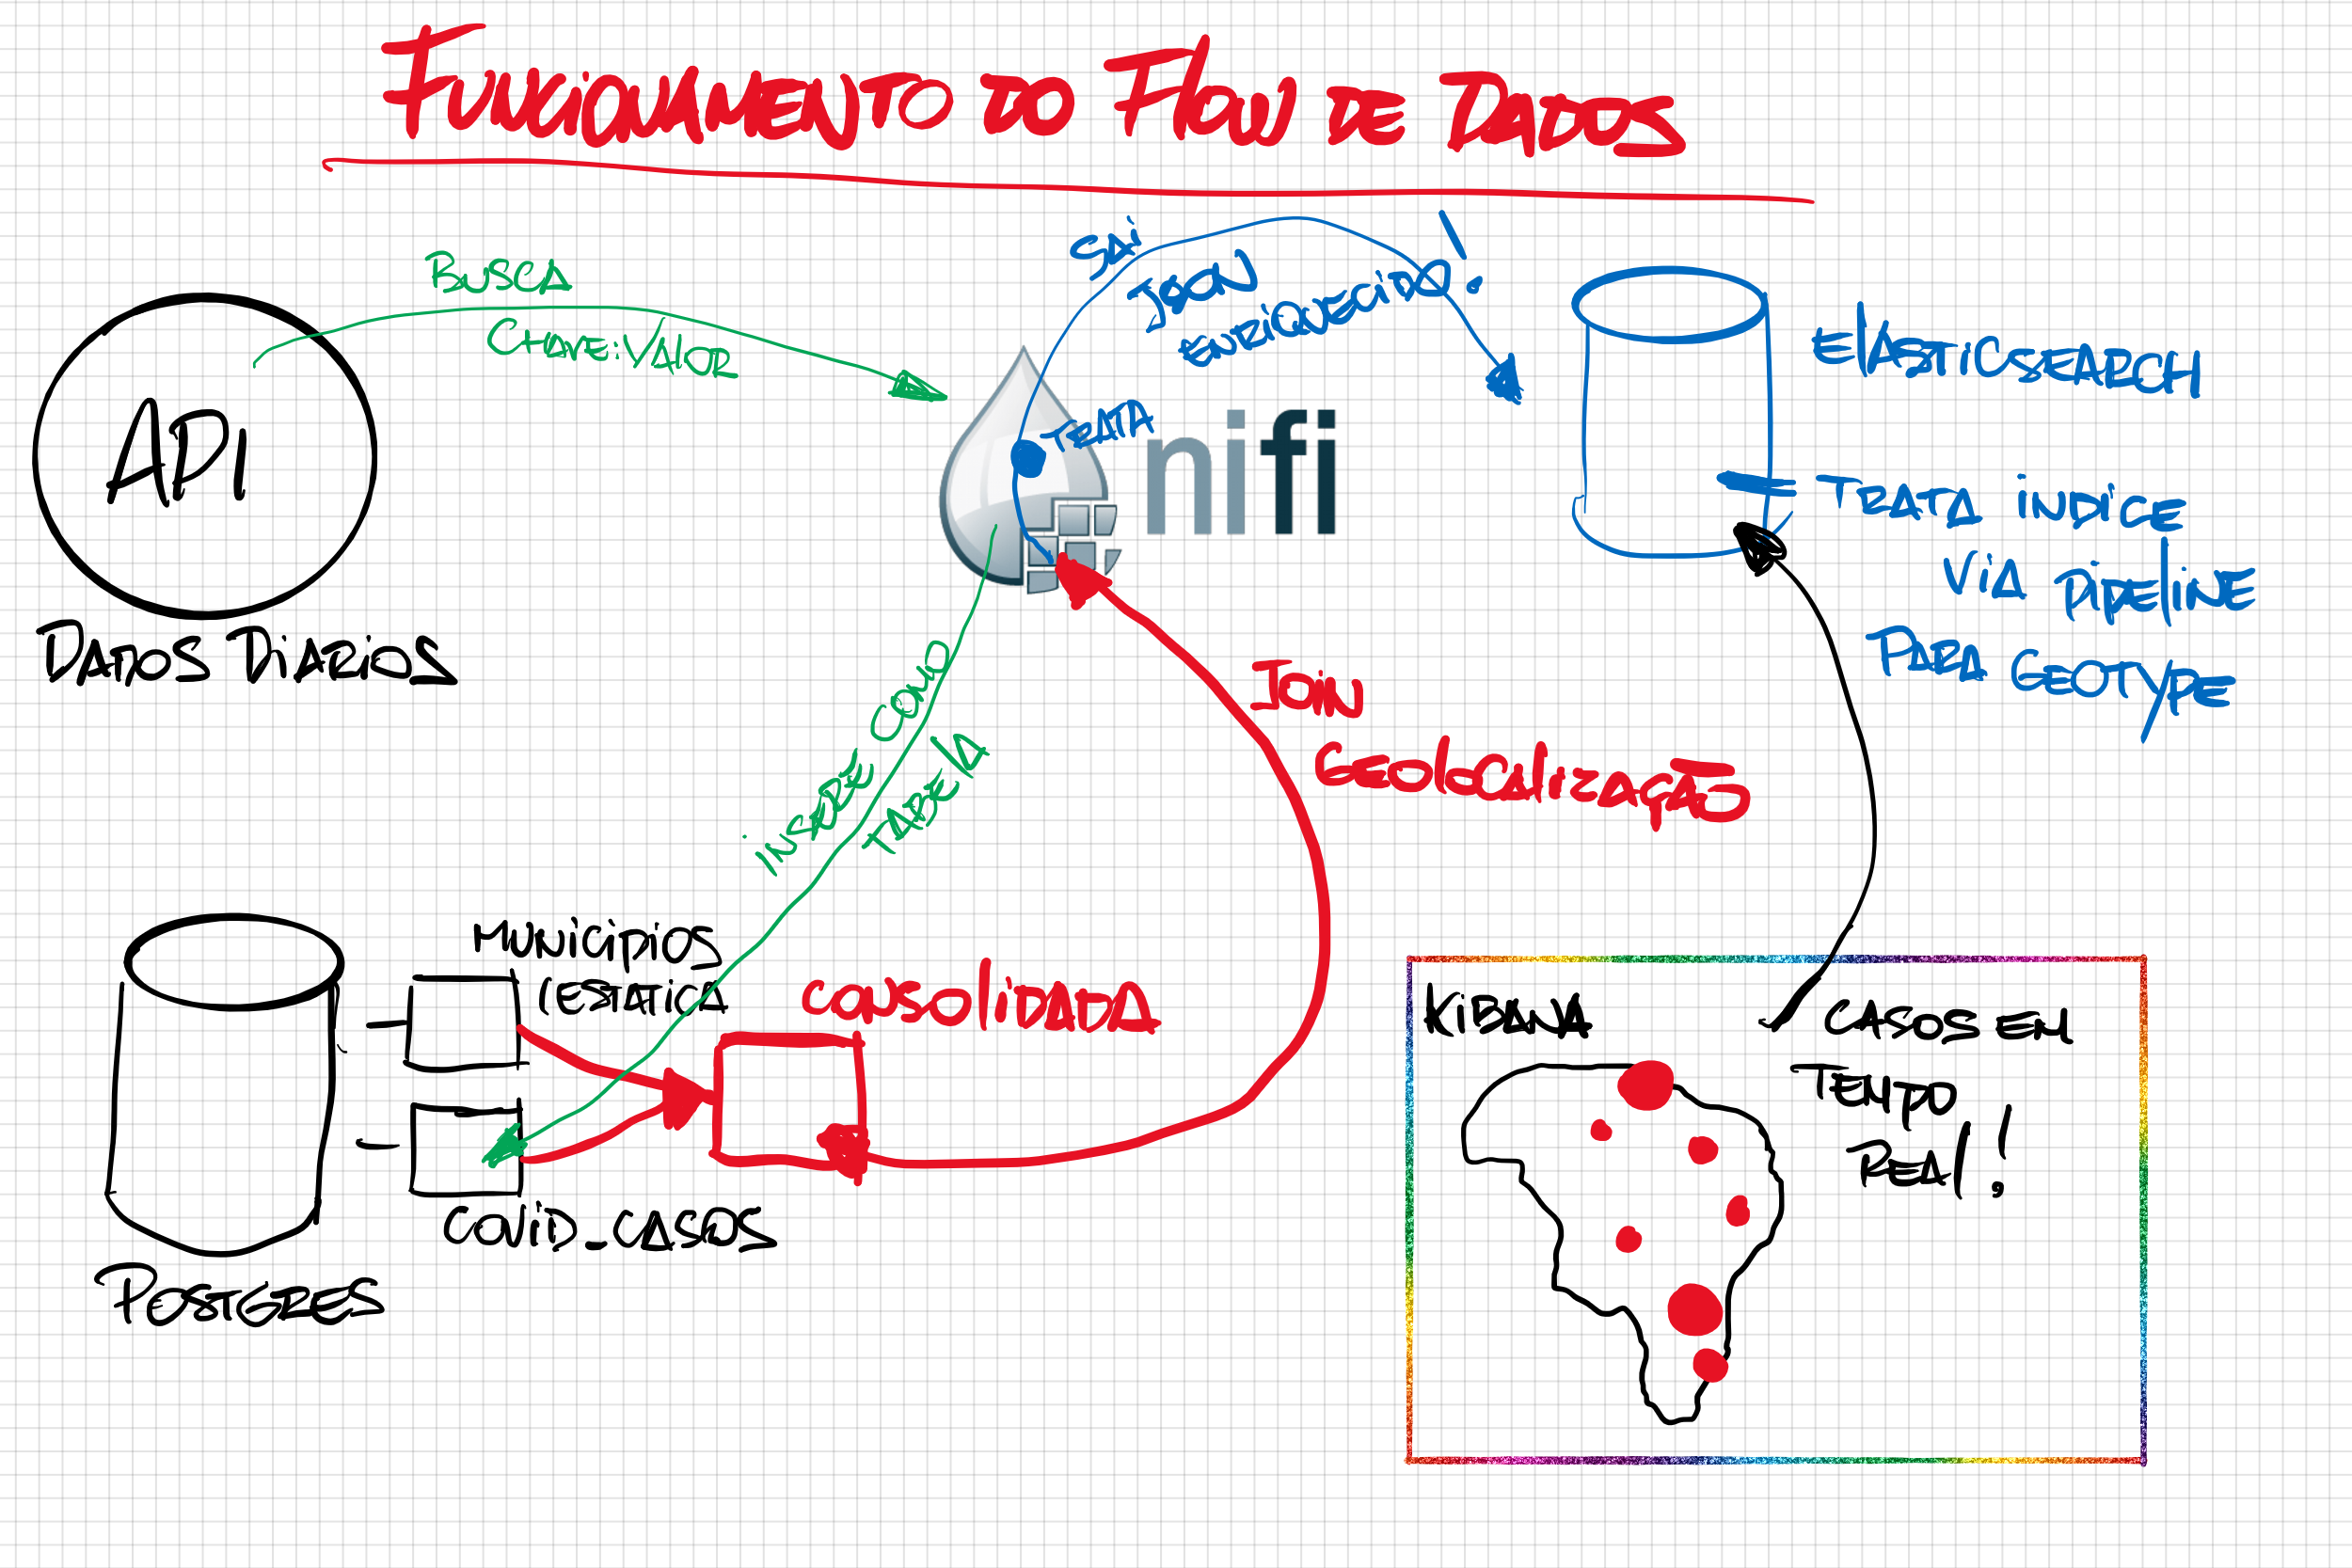 FUNCIONAMENTO DO FLOW DE DADOS
BUSCA
CHAVE:VALOR
API
DADOS DIARIOS
SAI
JSON
ENRIQUECIDO!
TRATA
nifi
ELASTICSEARCH
TRATA INDICE
VIA PIPELINE
PARA GEOTYPE
INSERE COMO
TABELA
JOIN
GEOLOCALIZAÇÃO
MUNICIPIOS
(ESTATICA
CONSOLIDADA
COVID_CASOS
POSTGRES
KIBANA
CASOS EM
TEMPO
REAL!